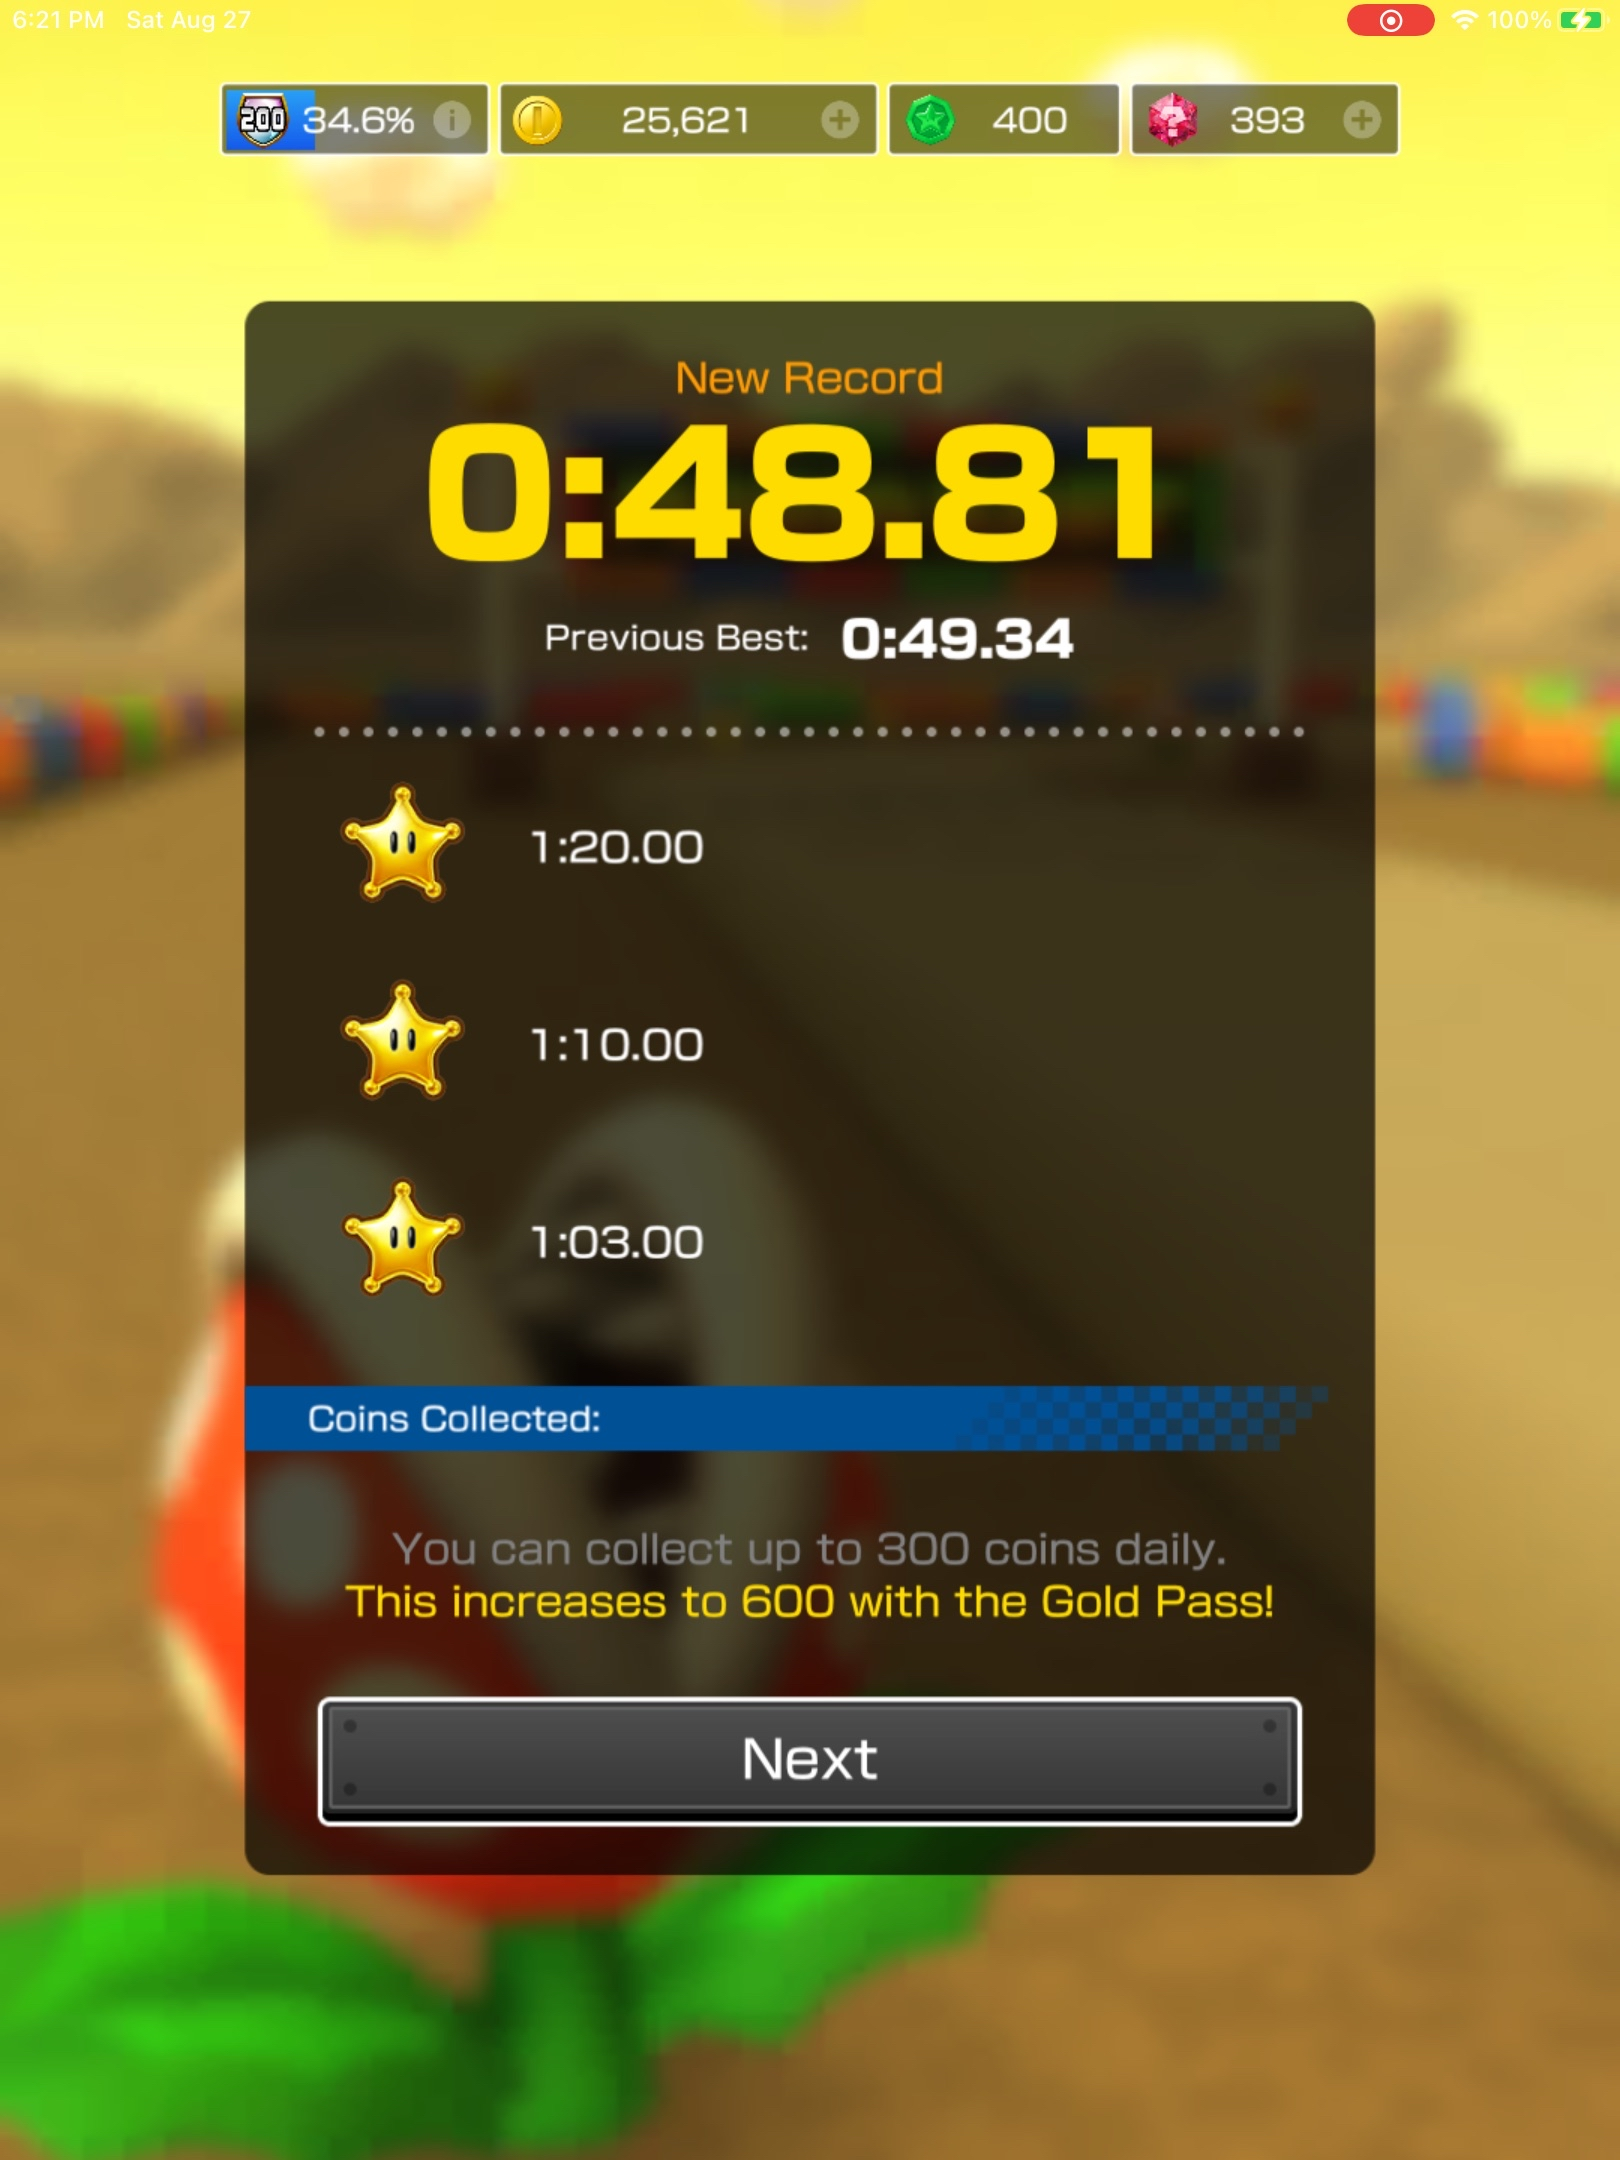 6:21 PM Sat Aug 27 100%
200 34.6% i 25,621 + 400 ? 393 +
New Record
0:48.81
Previous Best: 0:49.34
1:20.00
1:10.00
1:03.00
Coins Collected:
You can collect up to 300 coins daily.
This increases to 600 with the Gold Pass!
Next